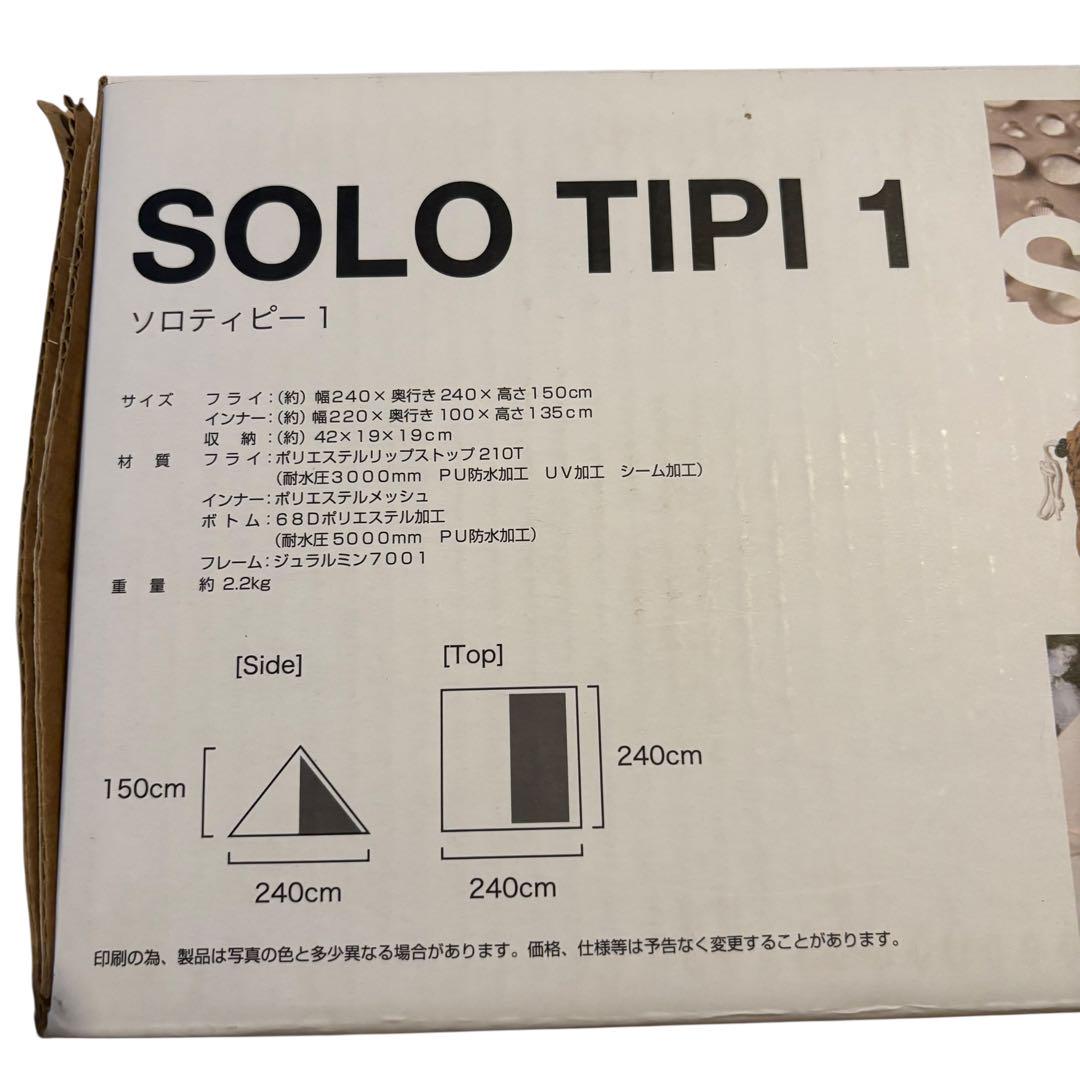 SOLO TIPI 1
ソロティピー1
サイズ フライ:(約) 幅240×奥行き240×高さ150cm
インナー:(約) 幅220×奥行き100×高さ135cm
収 納:(約) 42×19×19cm
材 質 フライ:ポリエステルリップストップ210T
(耐水圧3000mm PU防水加工 UV加工 シーム加工)
インナー:ポリエステルメッシュ
ボトム:68Dポリエステル加工
(耐水圧5000mm PU防水加工)
フレーム:ジュラルミン7001
重 量 約 2.2kg
[Side] [Top]
150cm
240cm
240cm
240cm
印刷の為、製品は写真の色と多少異なる場合があります。価格、仕様等は予告なく変更することがあります。
S